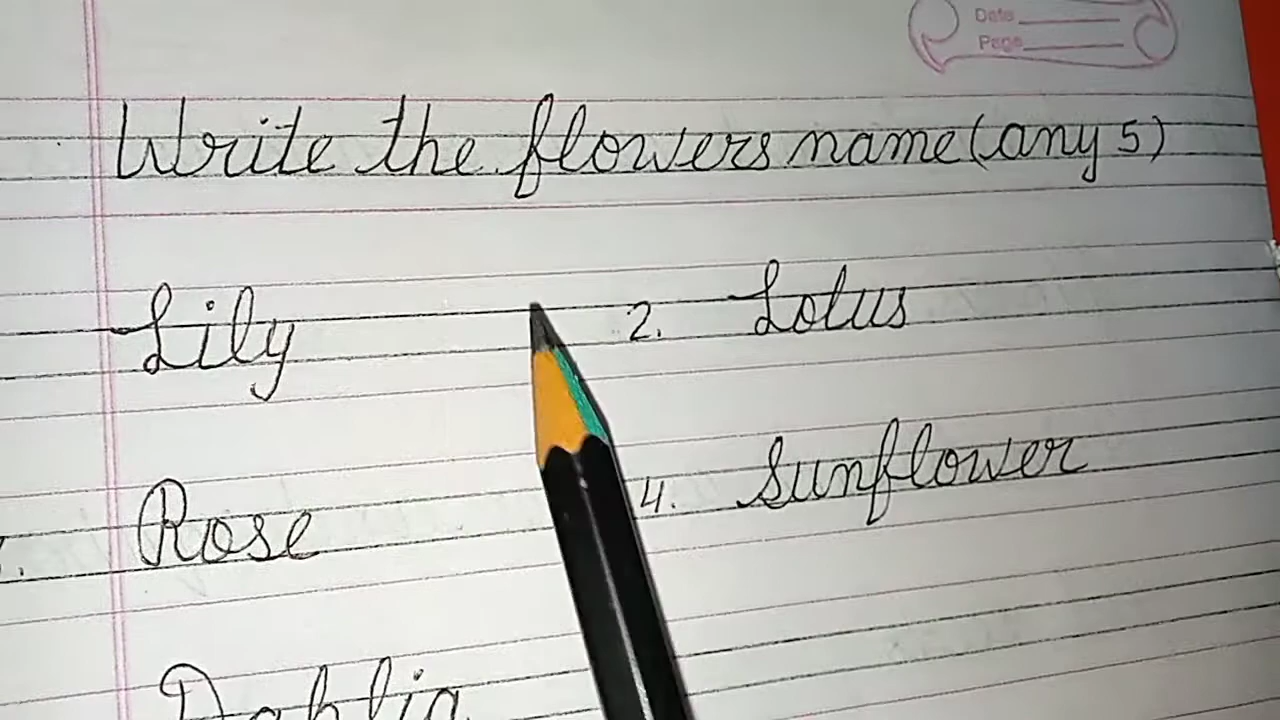 Date
Page
Write the flowers name (any 5)
Lily 2. Lotus
Rose 4. Sunflower
Dahlia